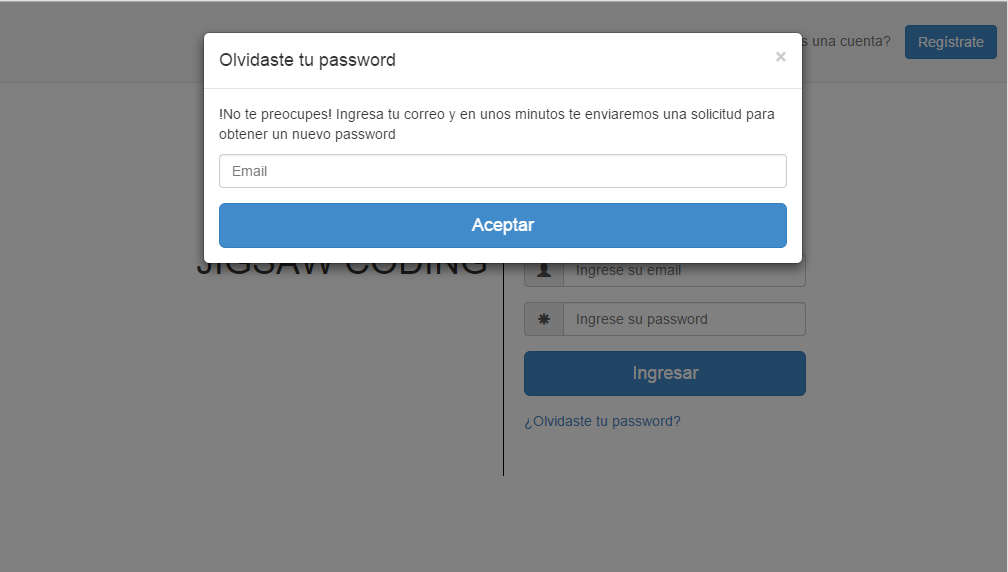 s una cuenta?
Regístrate
Olvidaste tu password
×
!No te preocupes! Ingresa tu correo y en unos minutos te enviaremos una solicitud para
obtener un nuevo password
Email
Aceptar
JIGSAW CODING
Ingrese su email
Ingrese su password
Ingresar
¿Olvidaste tu password?